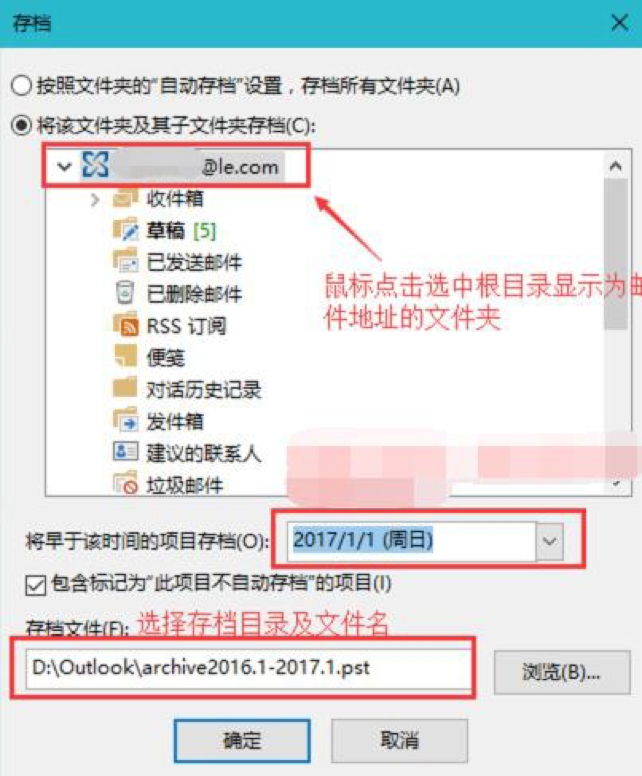 存档
按照文件夹的"自动存档"设置，存档所有文件夹(A)
将该文件夹及其子文件夹存档(C):
@le.com
收件箱
草稿 [5]
已发送邮件
已删除邮件
RSS 订阅
便笺
对话历史记录
发件箱
建议的联系人
垃圾邮件
鼠标点击选中根目录显示为邮
件地址的文件夹
将早于该时间的项目存档(O):
2017/1/1 (周日)
包含标记为"此项目不自动存档"的项目(I)
存档文件(F): 选择存档目录及文件名
D:\Outlook\archive2016.1-2017.1.pst
浏览(B)...
确定
取消